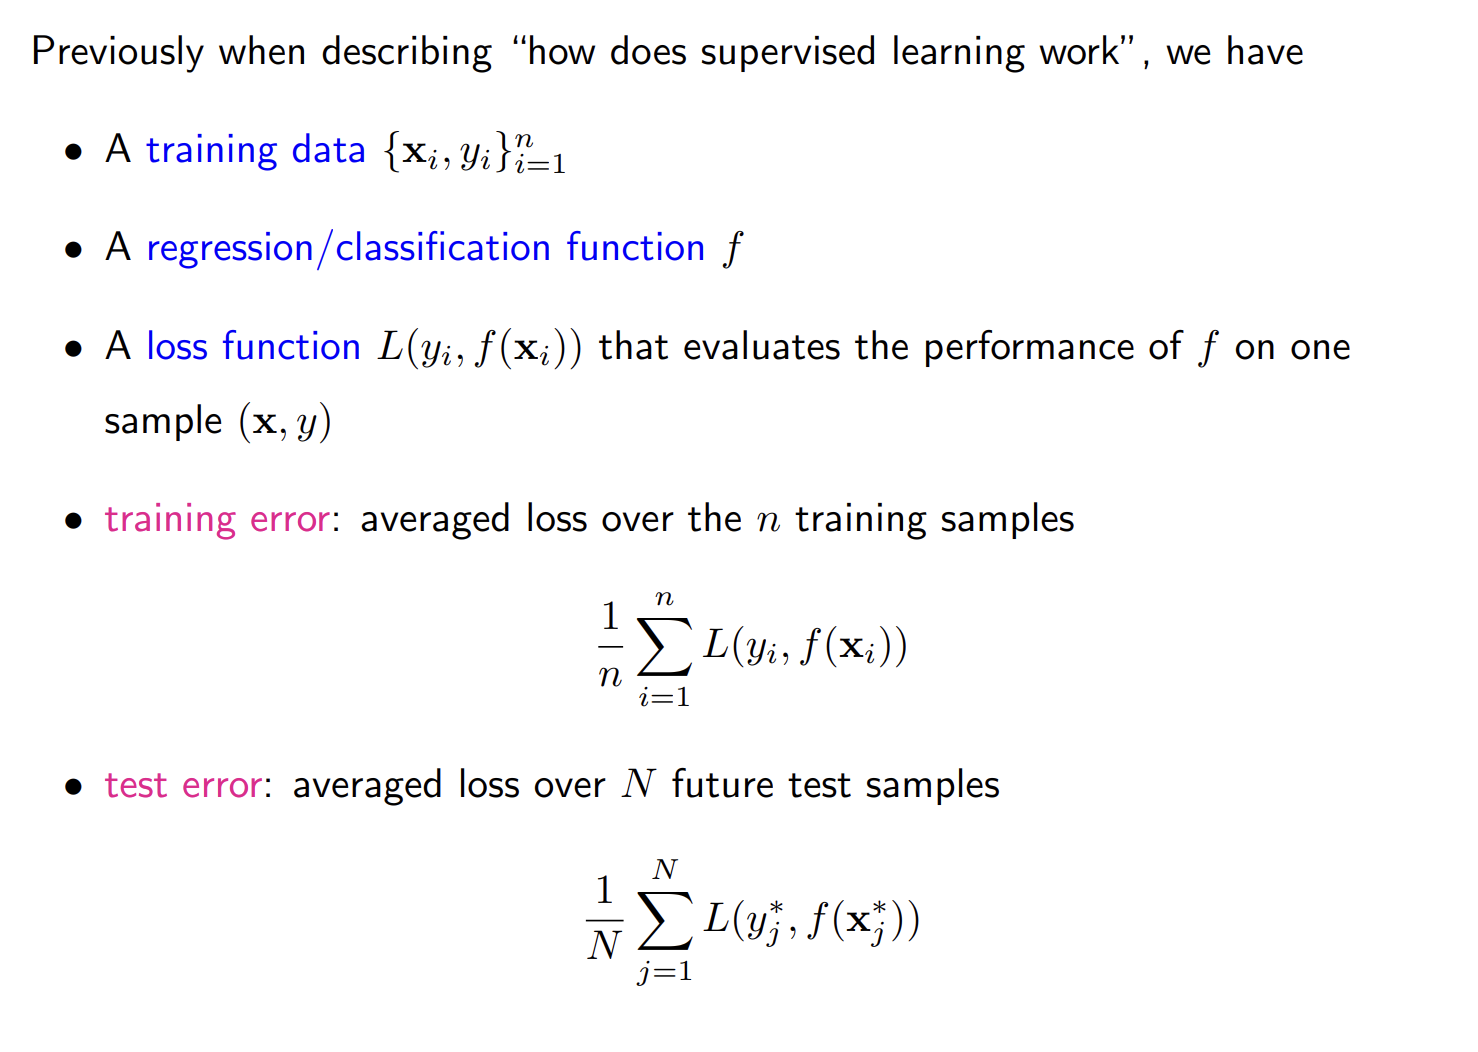 Previously when describing “how does supervised learning work”, we have
• A training data $\{\mathbf{x}_i, y_i\}_{i=1}^n$
• A regression/classification function $f$
• A loss function $L(y_i, f(\mathbf{x}_i))$ that evaluates the performance of $f$ on one
sample $(\mathbf{x}, y)$
• training error: averaged loss over the $n$ training samples
$\frac{1}{n} \sum_{i=1}^{n} L(y_i, f(\mathbf{x}_i))$
• test error: averaged loss over $N$ future test samples
$\frac{1}{N} \sum_{j=1}^{N} L(y_j^*, f(\mathbf{x}_j^*))$